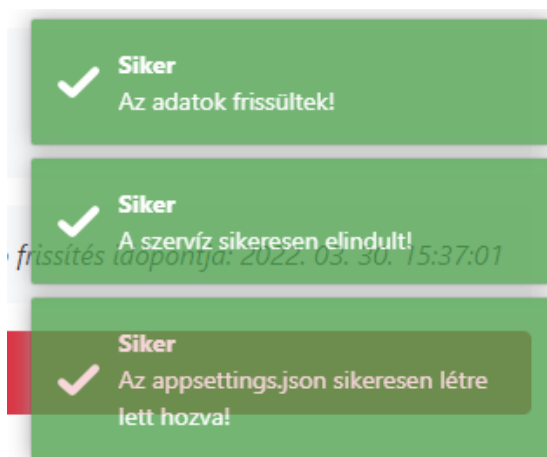 Siker
Az adatok frissültek!
Siker
A szervíz sikeresen elindult!
frissítés időpontja: 2022. 03. 30. 15:37:01
Siker
Az appsettings.json sikeresen létre
lett hozva!